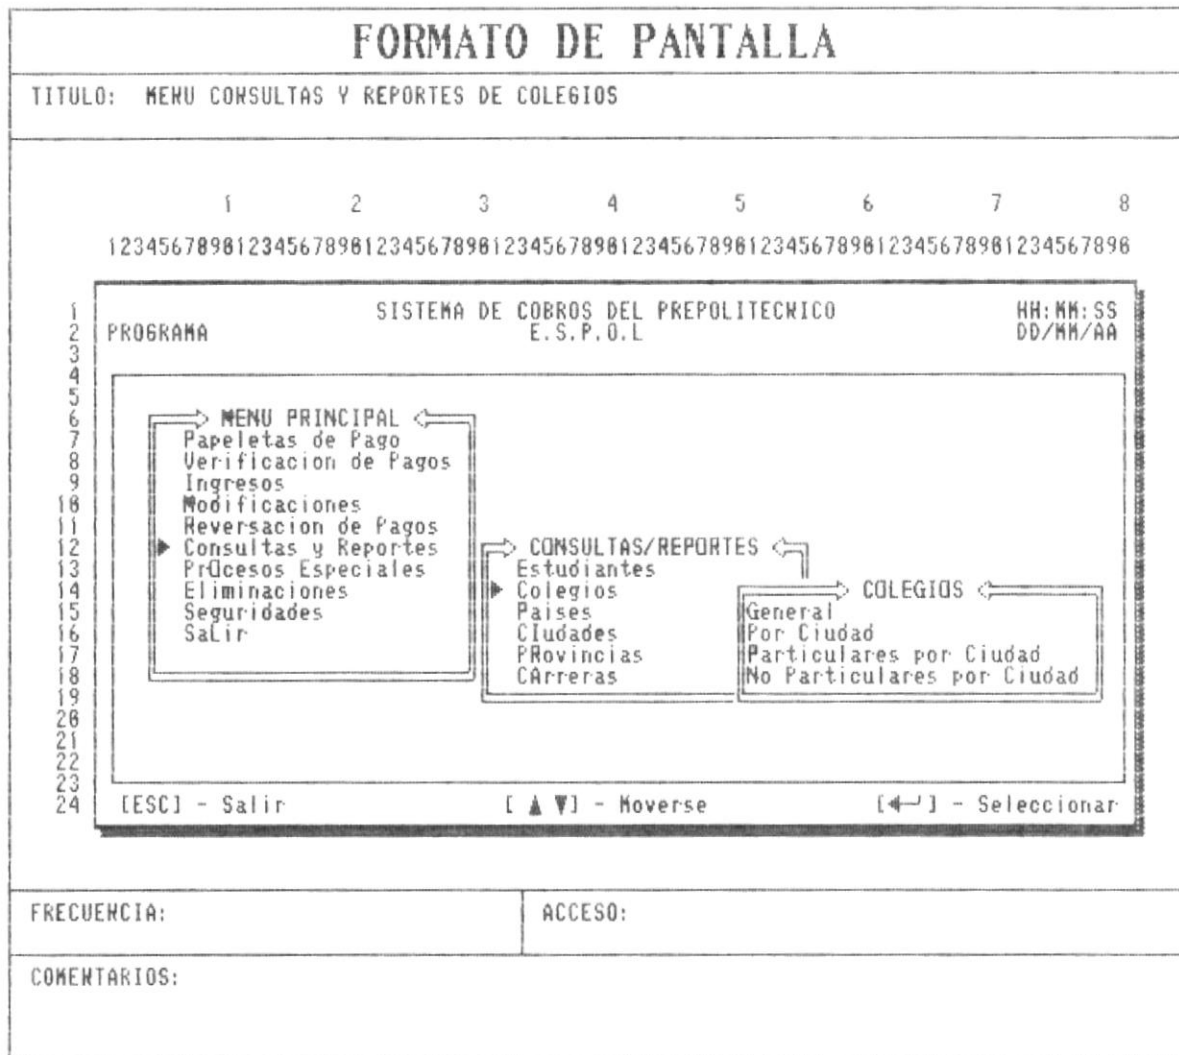 FORMATO DE PANTALLA
TITULO: MENU CONSULTAS Y REPORTES DE COLEGIOS
1 2 3 4 5 6 7 8
12345678901234567890123456789012345678901234567890123456789012345678901234567890
1 SISTEMA DE COBROS DEL PREPOLITECNICO HH:MM:SS
2 PROGRAMA E.S.P.O.L DD/MM/AA
3
4
5
6 MENU PRINCIPAL
7 Papeletas de Pago
8 Verificacion de Pagos
9 Ingresos
10 Modificaciones
11 Reversacion de Pagos
12 Consultas y Reportes CONSULTAS/REPORTES
13 PrOcesos Especiales Estudiantes
14 Eliminaciones Colegios COLEGIOS
15 Seguridades Paises General
16 SaLir CIudades Por Ciudad
17 PRovincias Particulares por Ciudad
18 CArreras No Particulares por Ciudad
19
20
21
22
23
24 [ESC] - Salir [▲ ▼] - Moverse [◄─┘] - Seleccionar
FRECUENCIA: ACCESO:
COMENTARIOS: